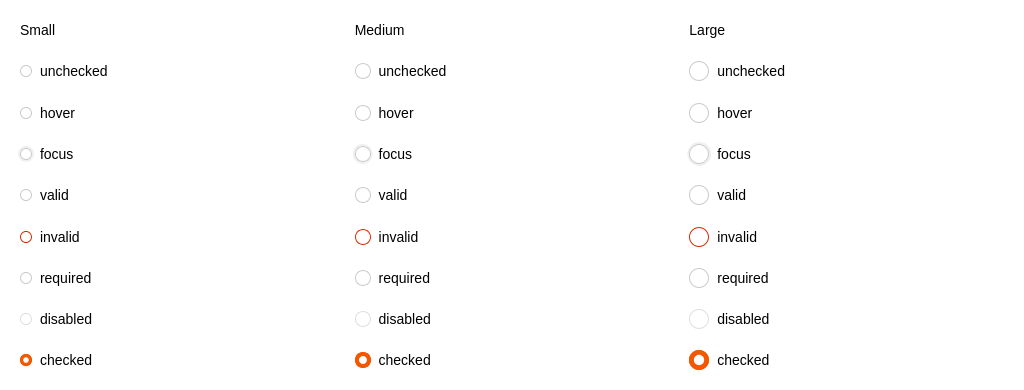 Small
unchecked
hover
focus
valid
invalid
required
disabled
checked
Medium
unchecked
hover
focus
valid
invalid
required
disabled
checked
Large
unchecked
hover
focus
valid
invalid
required
disabled
checked